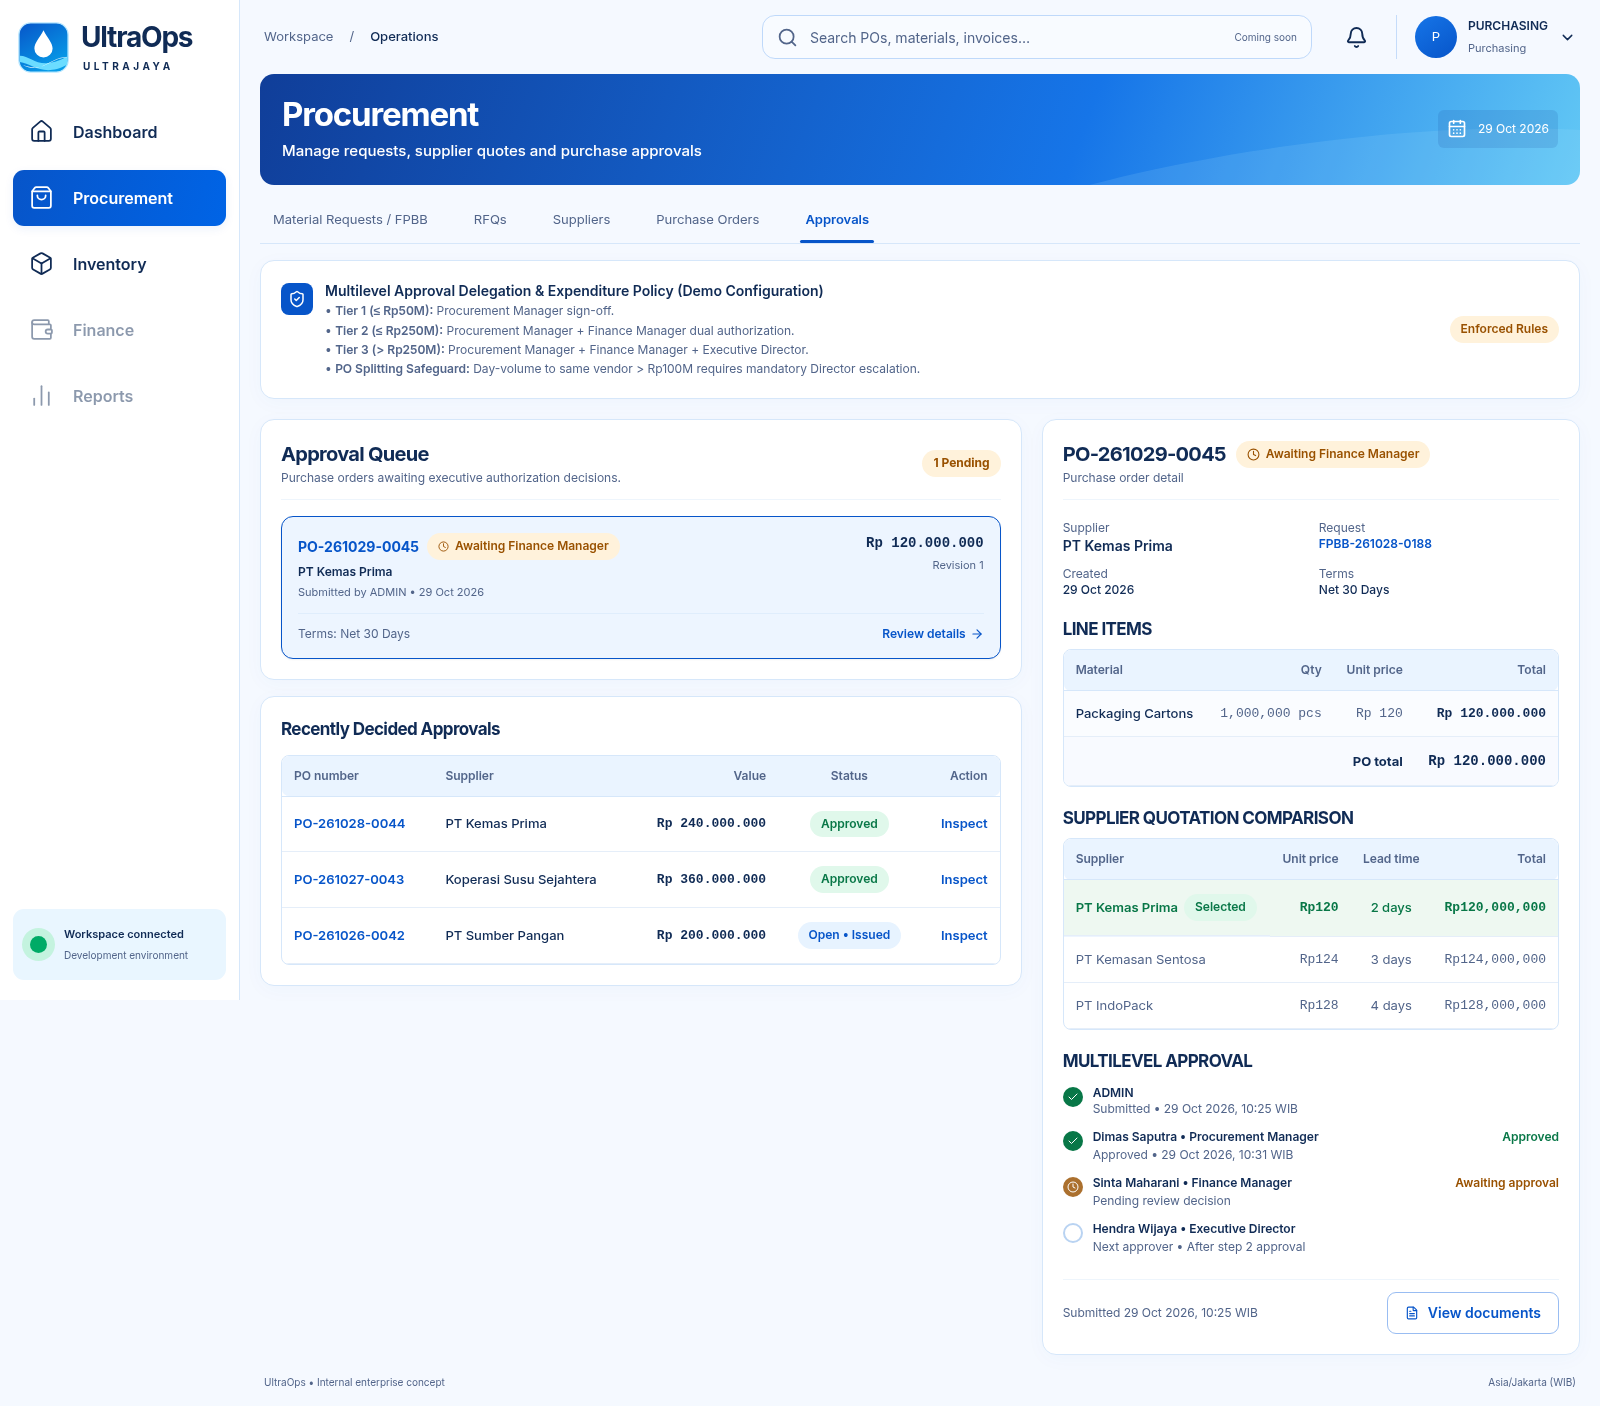 UltraOps
ULTRAJAYA
Dashboard
Procurement
Inventory
Finance
Reports
Workspace connected
Development environment
Workspace / Operations
Search POs, materials, invoices...
Coming soon
P
PURCHASING
Purchasing
Procurement
Manage requests, supplier quotes and purchase approvals
29 Oct 2026
Material Requests / FPBB
RFQs
Suppliers
Purchase Orders
Approvals
Multilevel Approval Delegation & Expenditure Policy (Demo Configuration)
• Tier 1 (≤ Rp50M): Procurement Manager sign-off.
• Tier 2 (≤ Rp250M): Procurement Manager + Finance Manager dual authorization.
• Tier 3 (> Rp250M): Procurement Manager + Finance Manager + Executive Director.
• PO Splitting Safeguard: Day-volume to same vendor > Rp100M requires mandatory Director escalation.
Enforced Rules
Approval Queue
Purchase orders awaiting executive authorization decisions.
1 Pending
PO-261029-0045 Awaiting Finance Manager
Rp 120.000.000
PT Kemas Prima
Revision 1
Submitted by ADMIN • 29 Oct 2026
Terms: Net 30 Days
Review details →
Recently Decided Approvals
PO number Supplier Value Status Action
PO-261028-0044 PT Kemas Prima Rp 240.000.000 Approved Inspect
PO-261027-0043 Koperasi Susu Sejahtera Rp 360.000.000 Approved Inspect
PO-261026-0042 PT Sumber Pangan Rp 200.000.000 Open • Issued Inspect
PO-261029-0045 Awaiting Finance Manager
Purchase order detail
Supplier
PT Kemas Prima
Request
FPBB-261028-0188
Created
29 Oct 2026
Terms
Net 30 Days
LINE ITEMS
Material Qty Unit price Total
Packaging Cartons 1,000,000 pcs Rp 120 Rp 120.000.000
PO total Rp 120.000.000
SUPPLIER QUOTATION COMPARISON
Supplier Unit price Lead time Total
PT Kemas Prima Selected Rp120 2 days Rp120,000,000
PT Kemasan Sentosa Rp124 3 days Rp124,000,000
PT IndoPack Rp128 4 days Rp128,000,000
MULTILEVEL APPROVAL
ADMIN
Submitted • 29 Oct 2026, 10:25 WIB
Dimas Saputra • Procurement Manager
Approved
Approved • 29 Oct 2026, 10:31 WIB
Sinta Maharani • Finance Manager
Awaiting approval
Pending review decision
Hendra Wijaya • Executive Director
Next approver • After step 2 approval
Submitted 29 Oct 2026, 10:25 WIB
View documents
UltraOps • Internal enterprise concept
Asia/Jakarta (WIB)